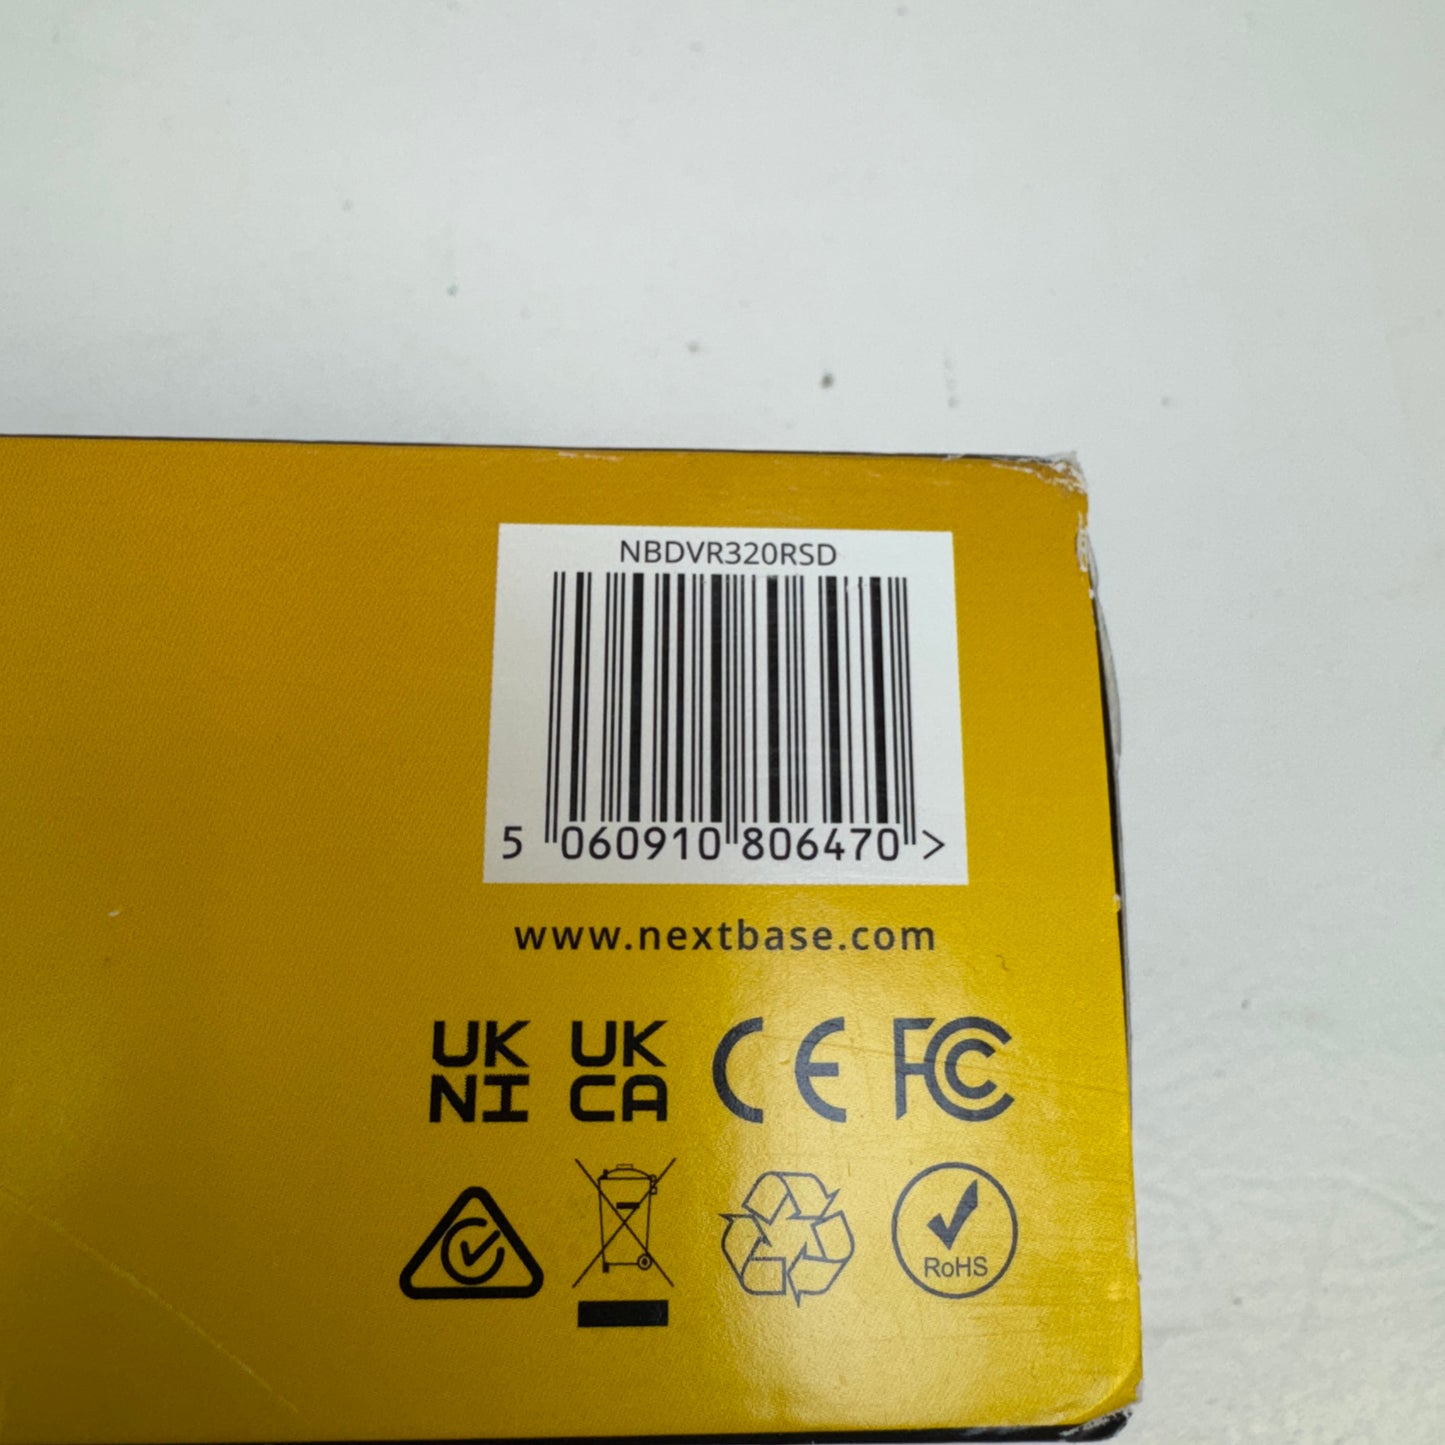 NBDVR320RSD
5 060910 806470 >
www.nextbase.com
UK UK CE FC
NI CA
RoHS